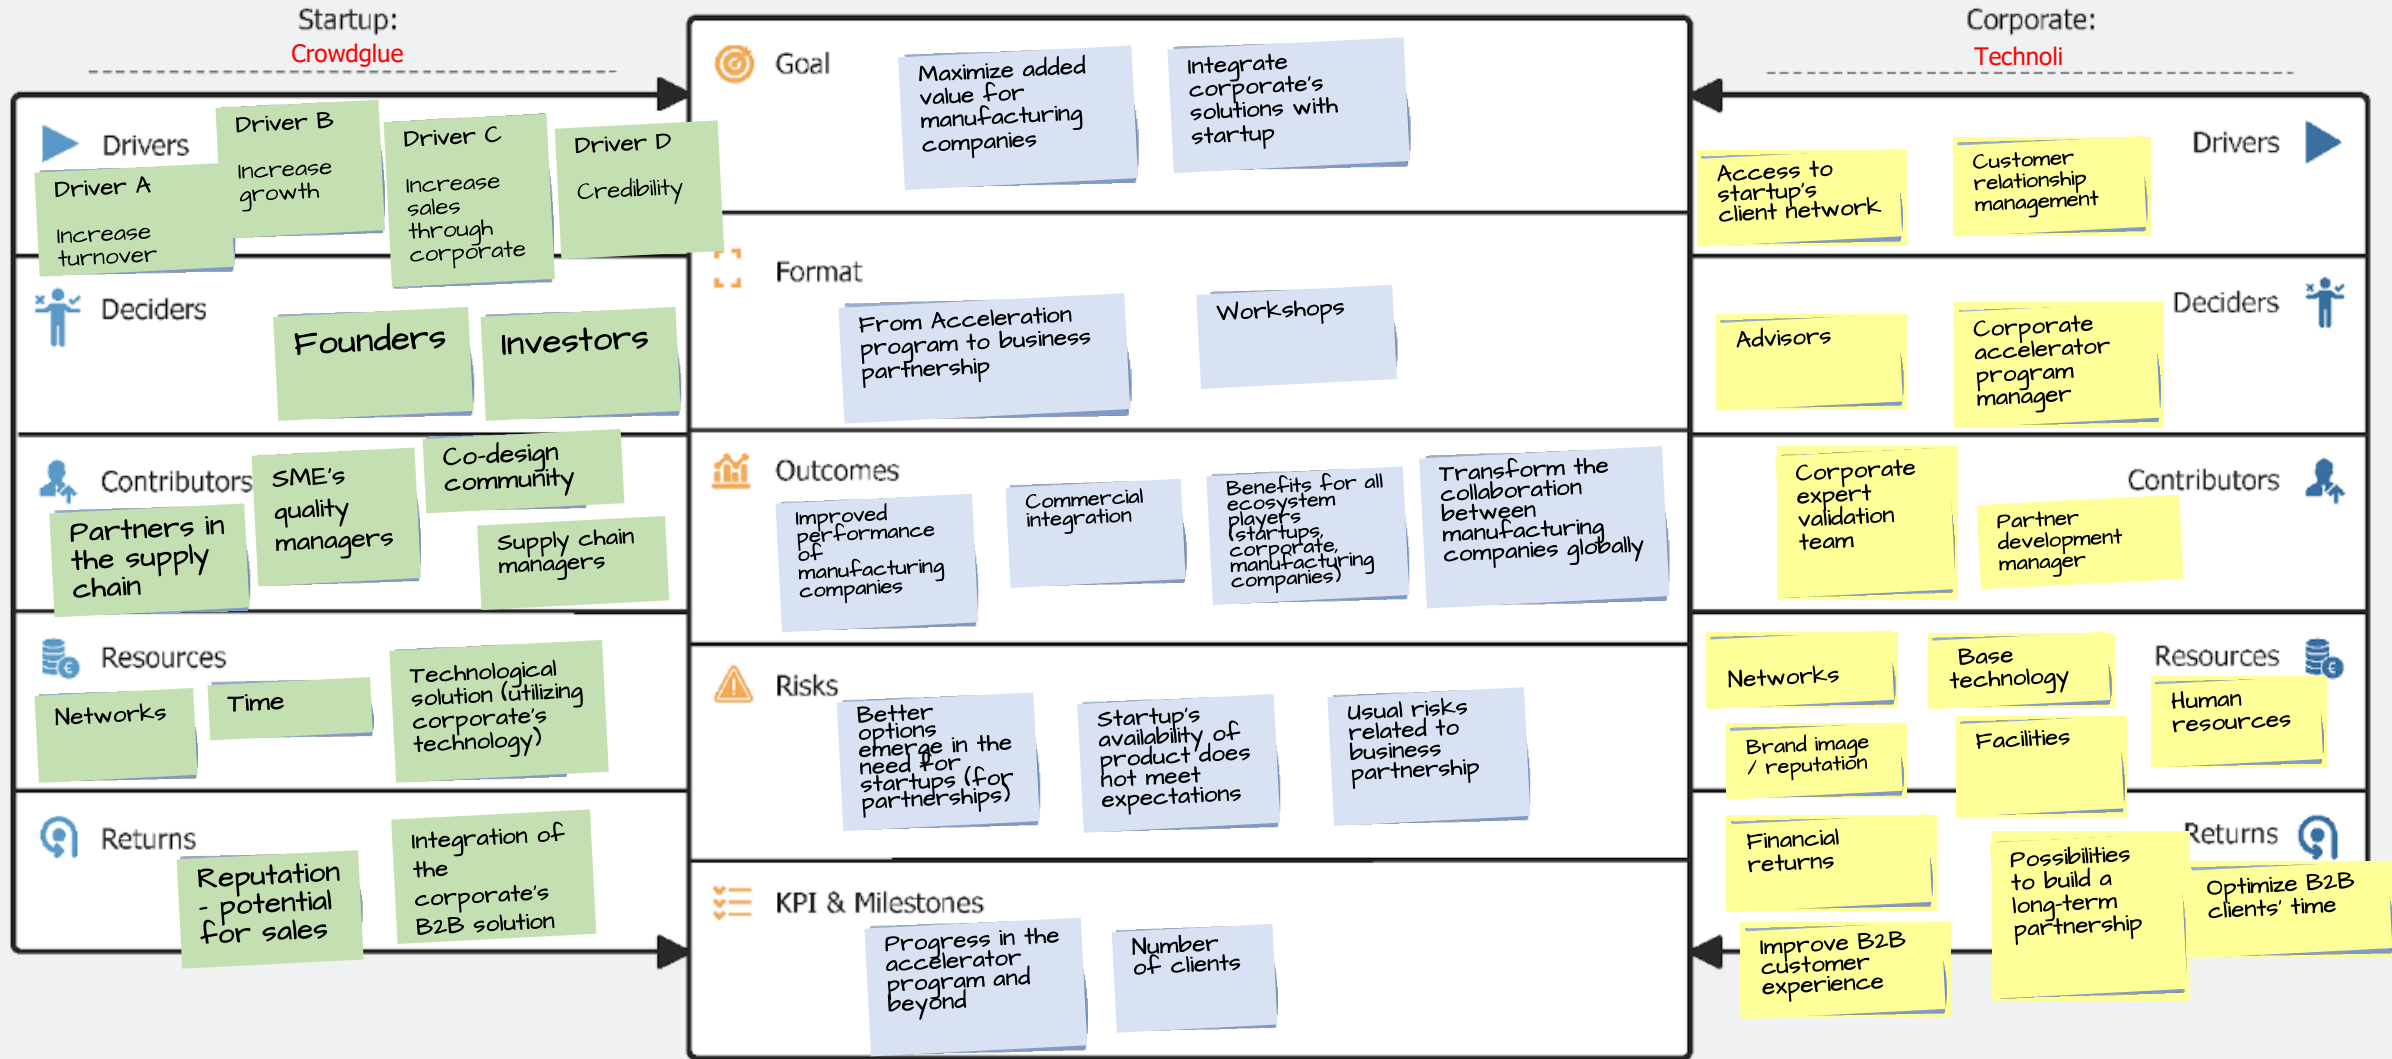 Startup:
Crowdglue
Drivers
Driver A
Increase
turnover
Driver B
Increase
growth
Driver C
Increase
sales
through
corporate
Driver D
Credibility
Deciders
Founders
Investors
Contributors
Partners in
the supply
chain
SME's
quality
managers
Co-design
community
Supply chain
managers
Resources
Networks
Time
Technological
solution (utilizing
corporate's
technology)
Returns
Reputation
- potential
for sales
Integration of
the
corporate's
B2B solution
Goal
Maximize added
value for
manufacturing
companies
Integrate
corporate's
solutions with
startup
Format
From Acceleration
program to business
partnership
Workshops
Outcomes
Improved
performance
of
manufacturing
companies
Commercial
integration
Benefits for all
ecosystem
players
(startups,
corporate,
manufacturing
companies)
Transform the
collaboration
between
manufacturing
companies globally
Risks
Better
options
emerge in the
need for
startups (for
partnerships)
Startup's
availability of
product does
not meet
expectations
Usual risks
related to
business
partnership
KPI & Milestones
Progress in the
accelerator
program and
beyond
Number
of clients
Corporate:
Technoli
Drivers
Access to
startup's
client network
Customer
relationship
management
Deciders
Advisors
Corporate
accelerator
program
manager
Contributors
Corporate
expert
validation
team
Partner
development
manager
Resources
Networks
Base
technology
Human
resources
Brand image
/ reputation
Facilities
Returns
Financial
returns
Possibilities
to build a
long-term
partnership
Optimize B2B
clients' time
Improve B2B
customer
experience